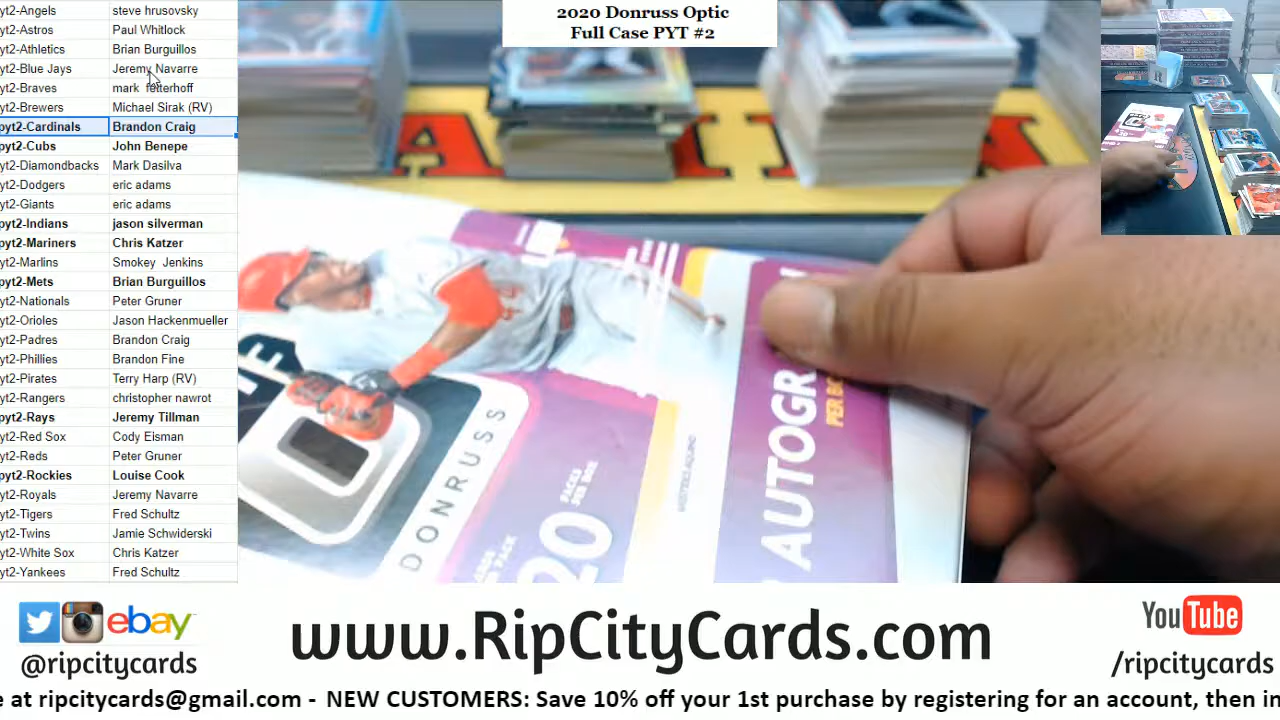 2020 Donruss Optic
Full Case PYT #2
yt2-Angels steve hrusovsky
yt2-Astros Paul Whitlock
yt2-Athletics Brian Burguillos
yt2-Blue Jays Jeremy Navarre
yt2-Braves mark
yt2-Brewers Michael Sirak (RV)
pyt2-Cardinals Brandon Craig
pyt2-Cubs John Benepe
yt2-Diamondbacks Mark Dasilva
yt2-Dodgers eric adams
yt2-Giants eric adams
pyt2-Indians jason silverman
pyt2-Mariners Chris Katzer
yt2-Marlins Smokey Jenkins
pyt2-Mets Brian Burguillos
yt2-Nationals Peter Gruner
yt2-Orioles Jason Hackenmueller
yt2-Padres Brandon Craig
yt2-Phillies Brandon Fine
yt2-Pirates Terry Harp (RV)
yt2-Rangers christopher nawrot
pyt2-Rays Jeremy Tillman
yt2-Red Sox Cody Elsman
yt2-Reds Peter Gruner
pyt2-Rockies Louise Cook
yt2-Royals Jeremy Navarre
yt2-Tigers Fred Schultz
yt2-Twins Jamie Schwiderski
yt2-White Sox Chris Katzer
yt2-Yankees Fred Schultz
DONRUSS
20
PACKS
PER BOX
AUTOGR
PER BO
ebay
@ripcitycards
www.RipCityCards.com
YouTube
/ripcitycards
e at ripcitycards@gmail.com - NEW CUSTOMERS: Save 10% off your 1st purchase by registering for an account, then in